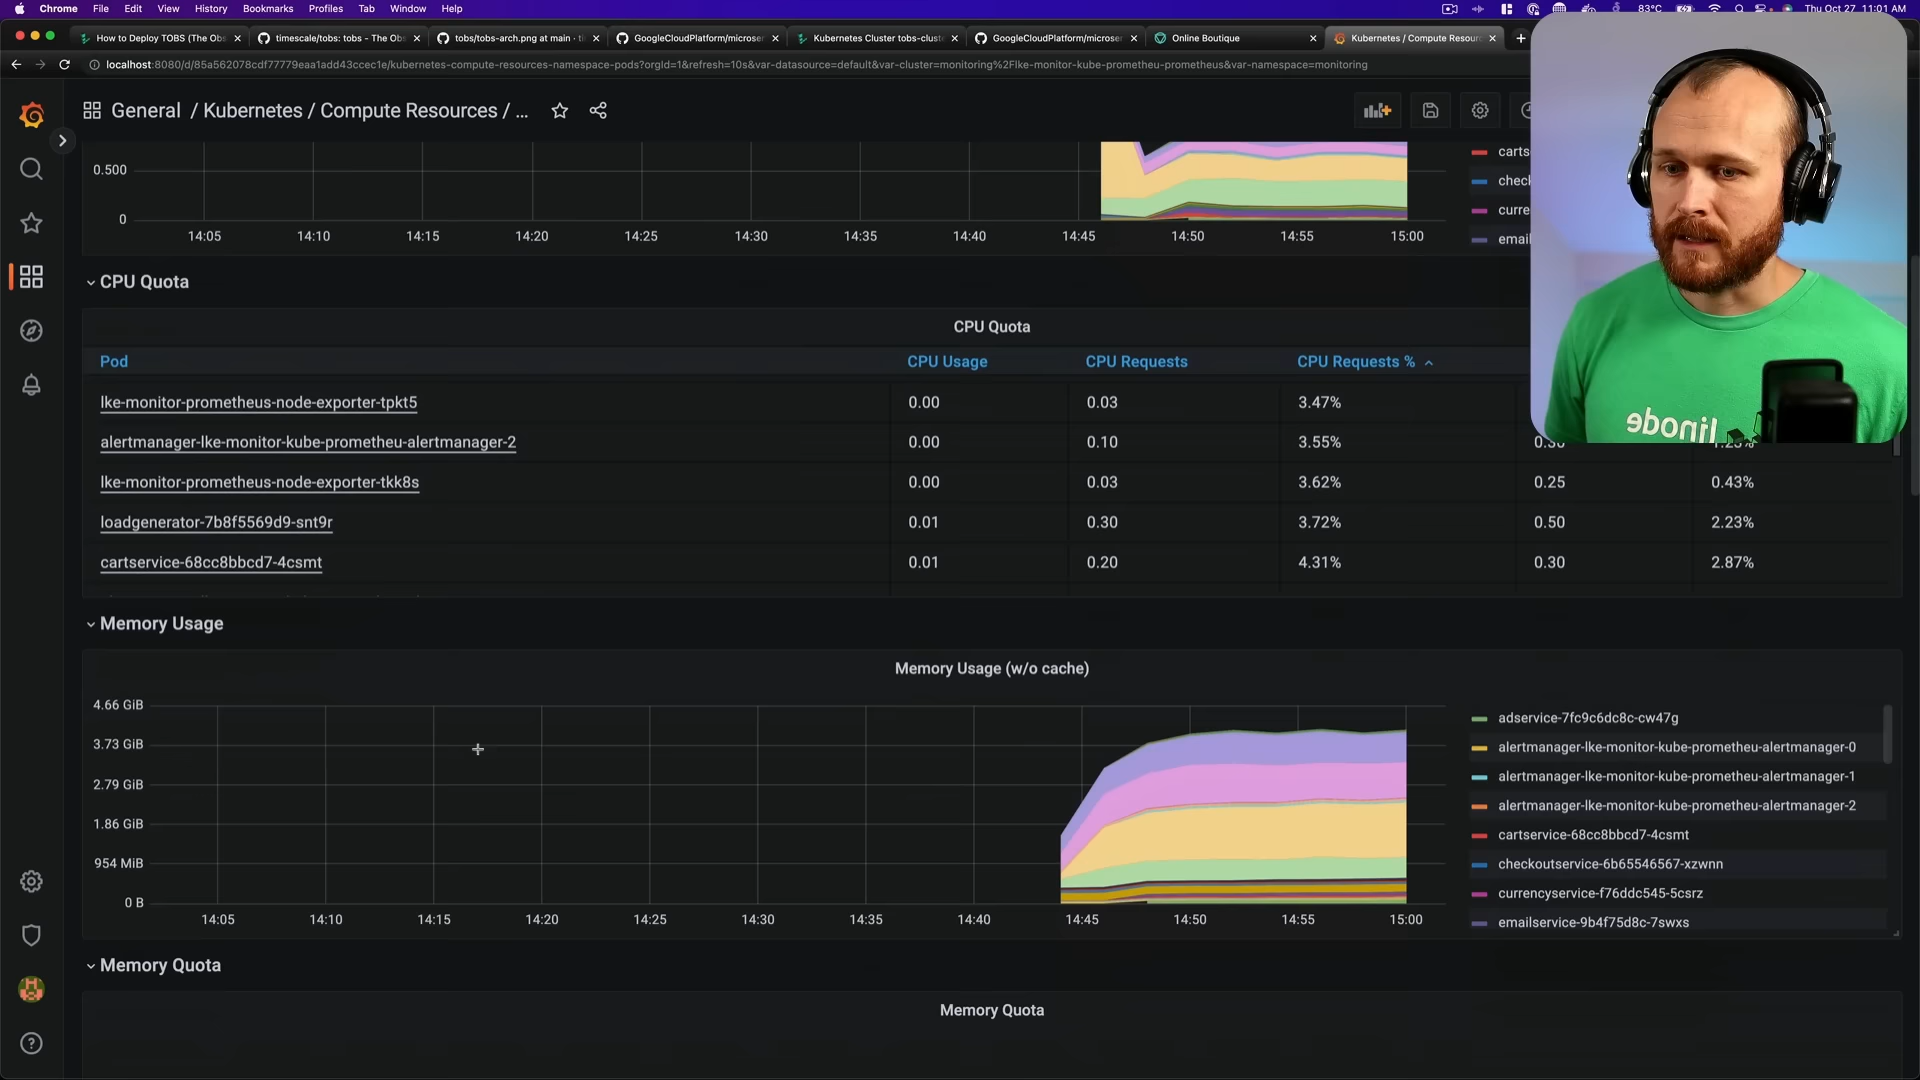 Chrome File Edit View History Bookmarks Profiles Tab Window Help 83°C Thu Oct 27 11:01 AM
How to Deploy TOBS (The Obs
timescale/tobs: tobs - The Ob
tobs/tobs-arch.png at main · ti
GoogleCloudPlatform/microser
Kubernetes Cluster tobs-cluste
GoogleCloudPlatform/microser
Online Boutique
Kubernetes / Compute Resourc
localhost:8080/d/85a562078cdf77779eaa1add43ccec1e/kubernetes-compute-resources-namespace-pods?orgId=1&refresh=10s&var-datasource=default&var-cluster=monitoring%2Flke-monitor-kube-prometheu-prometheus&var-namespace=monitoring
General / Kubernetes / Compute Resources / ...
0.500
0
14:05 14:10 14:15 14:20 14:25 14:30 14:35 14:40 14:45 14:50 14:55 15:00
carts
check
curre
email
CPU Quota
CPU Quota
Pod CPU Usage CPU Requests CPU Requests %
lke-monitor-prometheus-node-exporter-tpkt5 0.00 0.03 3.47%
alertmanager-lke-monitor-kube-prometheu-alertmanager-2 0.00 0.10 3.55%
lke-monitor-prometheus-node-exporter-tkk8s 0.00 0.03 3.62% 0.25 0.43%
loadgenerator-7b8f5569d9-snt9r 0.01 0.30 3.72% 0.50 2.23%
cartservice-68cc8bbcd7-4csmt 0.01 0.20 4.31% 0.30 2.87%
linode
Memory Usage
Memory Usage (w/o cache)
4.66 GiB
3.73 GiB
2.79 GiB
1.86 GiB
954 MiB
0 B
14:05 14:10 14:15 14:20 14:25 14:30 14:35 14:40 14:45 14:50 14:55 15:00
adservice-7fc9c6dc8c-cw47g
alertmanager-lke-monitor-kube-prometheu-alertmanager-0
alertmanager-lke-monitor-kube-prometheu-alertmanager-1
alertmanager-lke-monitor-kube-prometheu-alertmanager-2
cartservice-68cc8bbcd7-4csmt
checkoutservice-6b65546567-xzwnn
currencyservice-f76ddc545-5csrz
emailservice-9b4f75d8c-7swxs
Memory Quota
Memory Quota